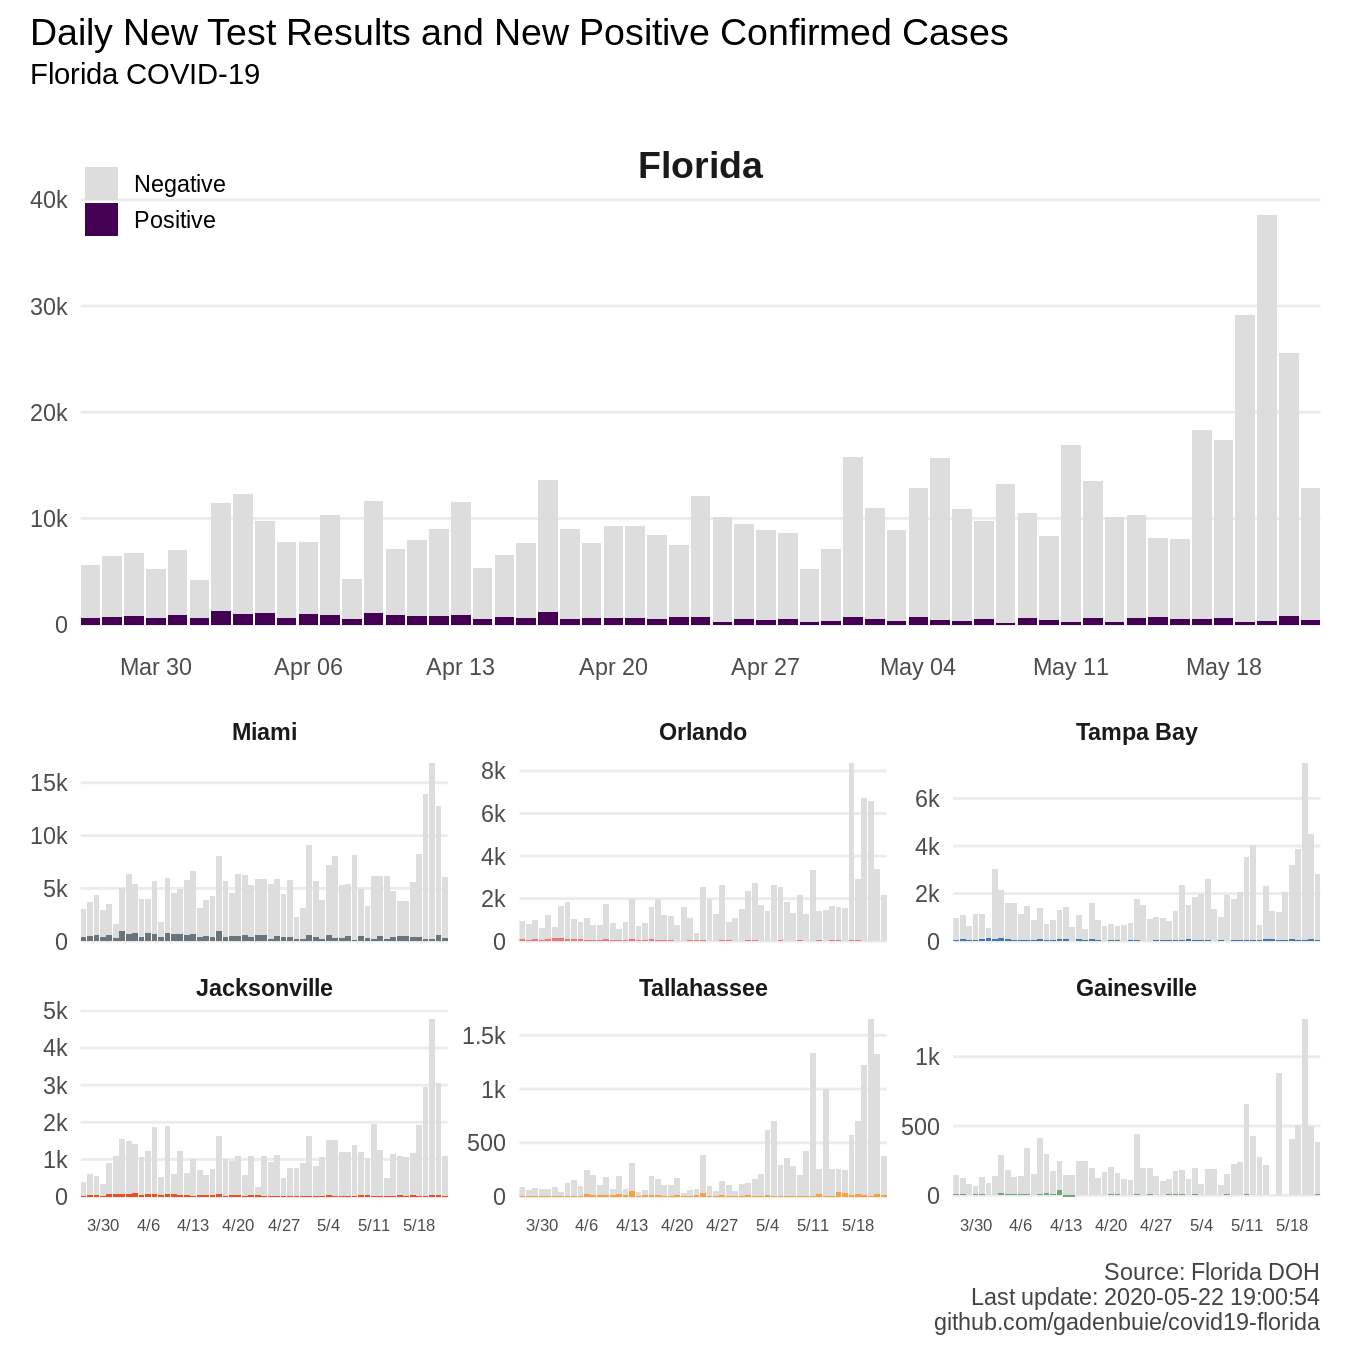 Daily New Test Results and New Positive Confirmed Cases
Florida COVID-19
Florida
Negative
Positive
40k
30k
20k
10k
0
Mar 30 Apr 06 Apr 13 Apr 20 Apr 27 May 04 May 11 May 18
Miami
15k
10k
5k
0
Orlando
8k
6k
4k
2k
0
Tampa Bay
6k
4k
2k
0
Jacksonville
5k
4k
3k
2k
1k
0
3/30 4/6 4/13 4/20 4/27 5/4 5/11 5/18
Tallahassee
1.5k
1k
500
0
3/30 4/6 4/13 4/20 4/27 5/4 5/11 5/18
Gainesville
1k
500
0
3/30 4/6 4/13 4/20 4/27 5/4 5/11 5/18
Source: Florida DOH
Last update: 2020-05-22 19:00:54
github.com/gadenbuie/covid19-florida